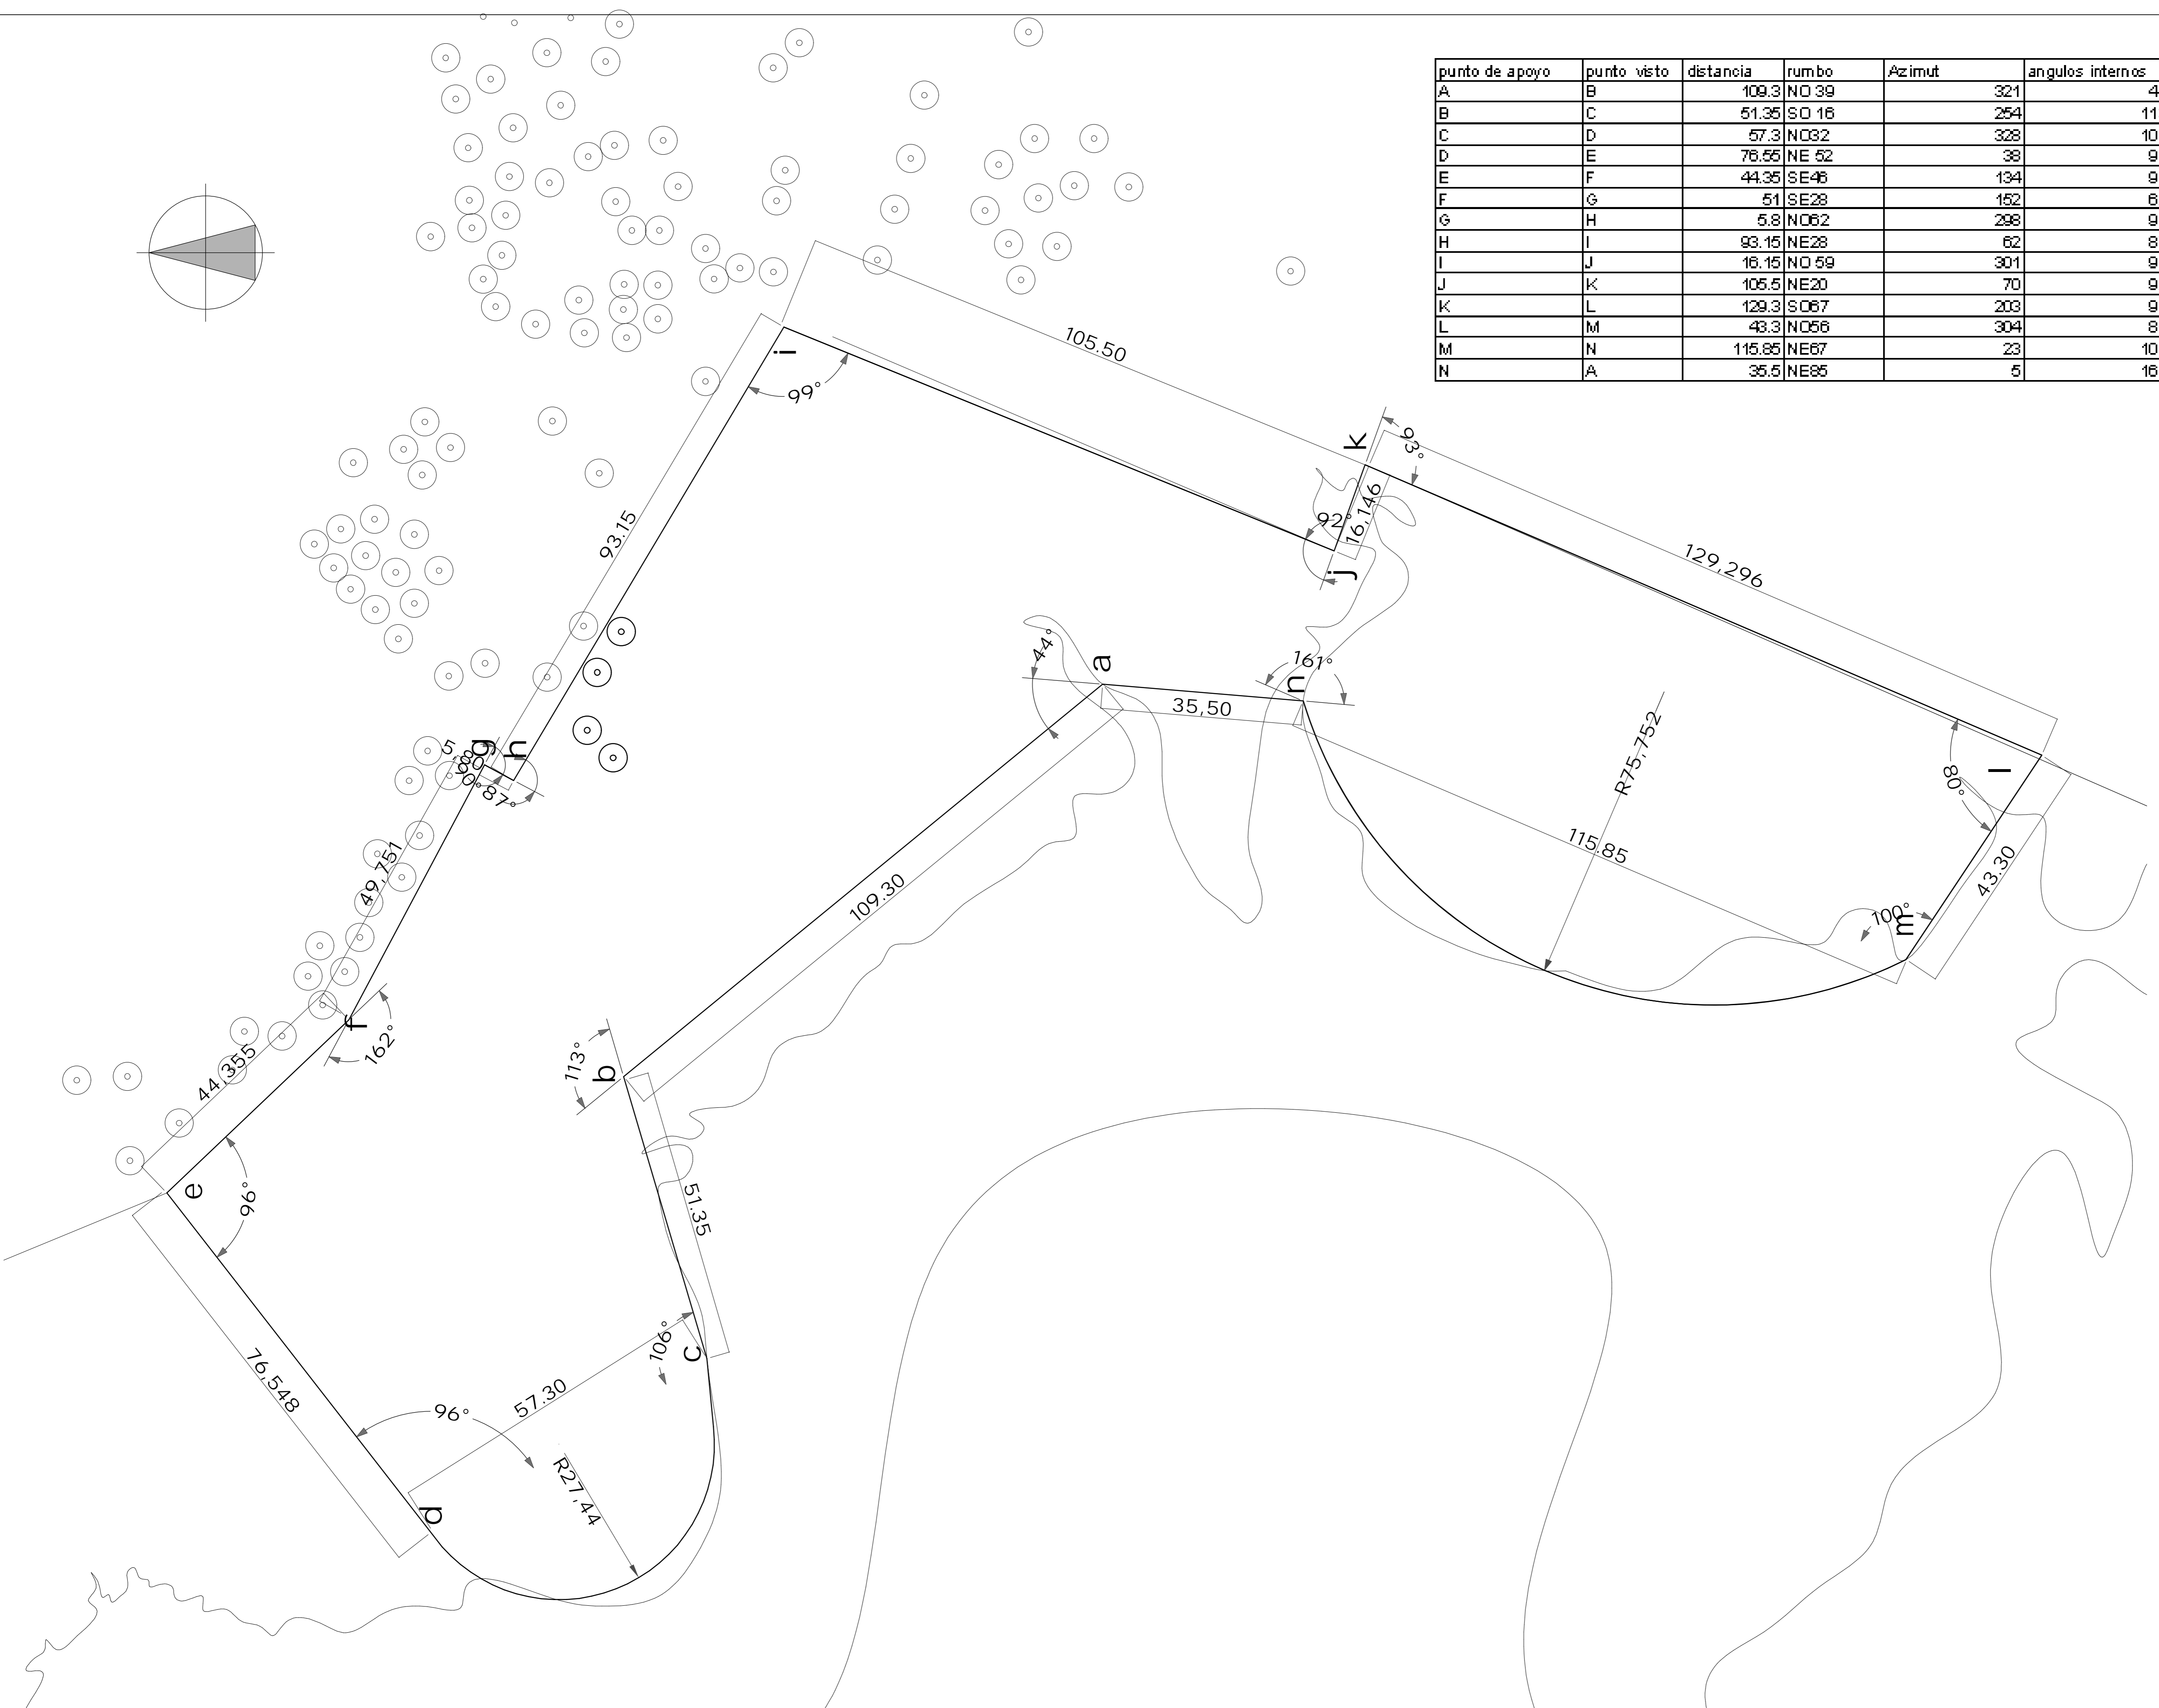 punto de apoyo punto visto distancia rumbo Azimut angulos internos
A B 109.3 NO 39 321 4
B C 51.35 SO 16 254 11
C D 57.3 NO32 328 10
D E 76.55 NE 52 38 9
E F 44.35 SE46 134 9
F G 51 SE28 152 6
G H 5.8 NO62 298 9
H I 93.15 NE28 62 8
I J 16.15 NO 59 301 9
J K 105.5 NE20 70 9
K L 129.3 SO67 203 9
L M 43.3 NO56 304 8
M N 115.85 NE67 23 10
N A 35.5 NE85 5 16
105.50
i
99°
k
93°
16,146
92°
j
93.15
129,296
44°
a
161°
n
35,50
R75,752
g
h
5,80
90°
87°
l
80°
115.85
49,751
109.30
43.30
100°
m
f
162°
44,355
113°
b
e
96°
51.35
106°
c
76,548
57.30
96°
R27,44
d